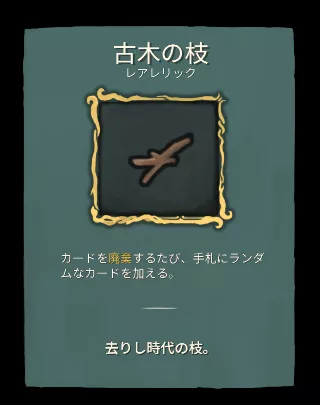 古木の枝
レアレリック
カードを廃棄するたび、手札にランダ
ムなカードを加える。
去りし時代の枝。